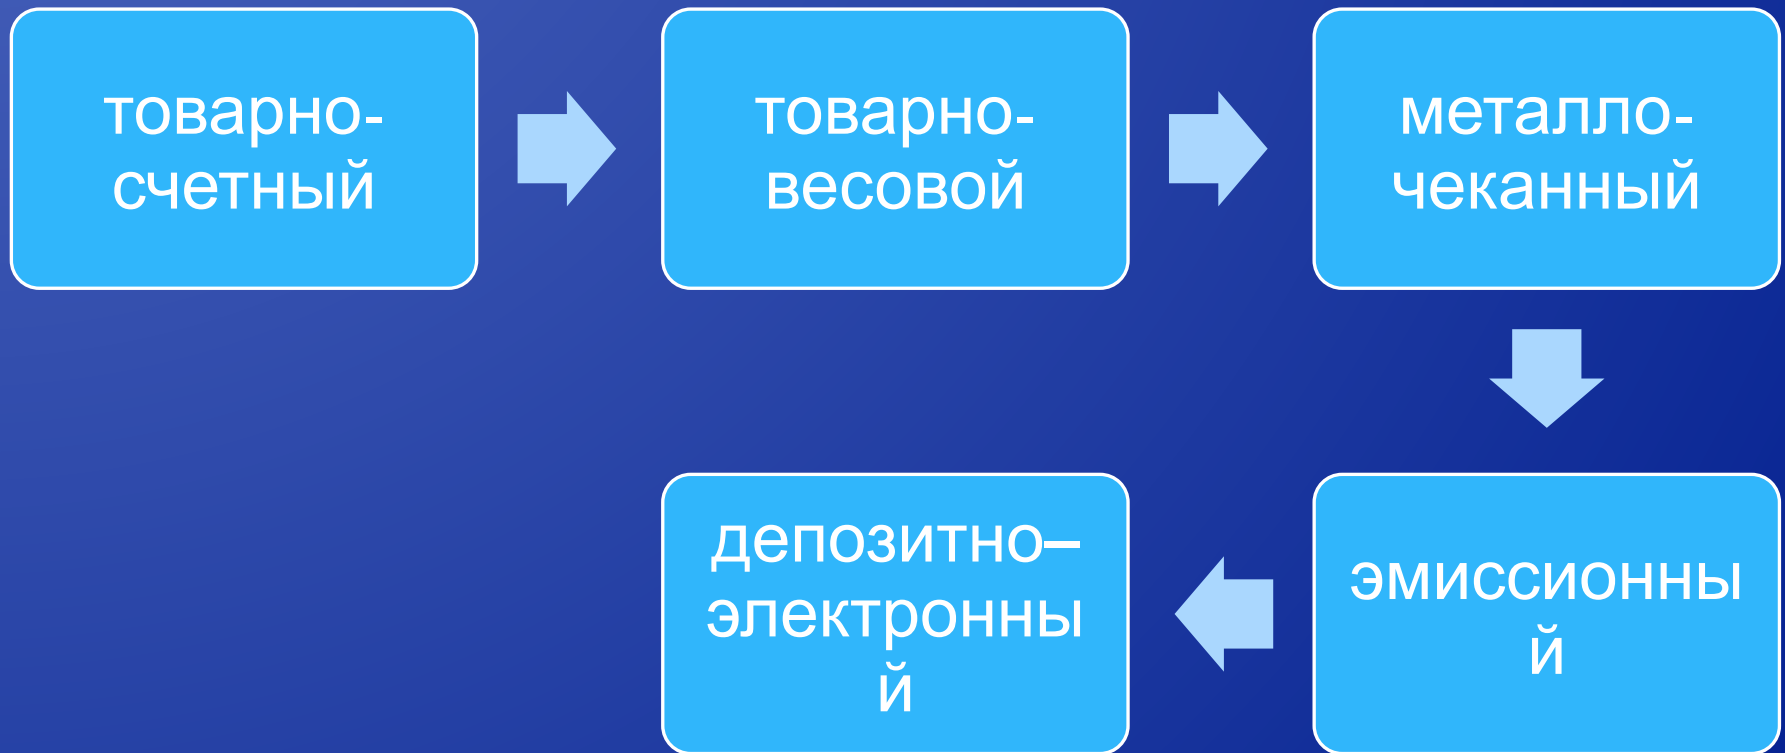 товарно-
счетный
товарно-
весовой
металло-
чеканный
эмиссионны
й
депозитно–
электронны
й